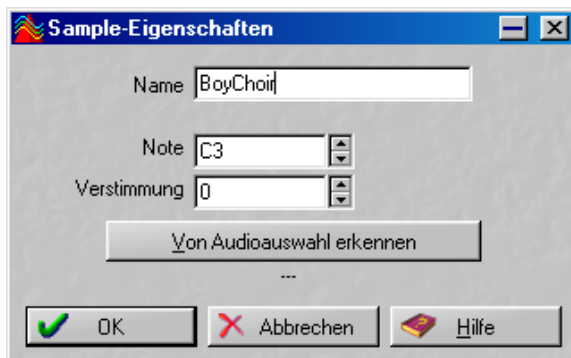 Sample-Eigenschaften
Name BoyChoir
Note C3
Verstimmung 0
Von Audioauswahl erkennen
---
OK Abbrechen Hilfe